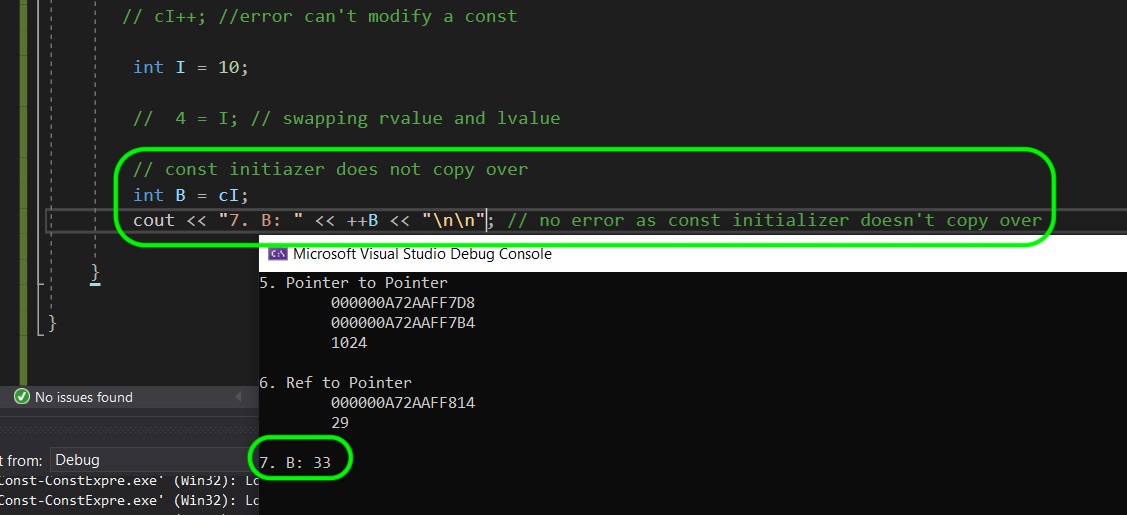 // cI++; //error can't modify a const
int I = 10;
//  4 = I; // swapping rvalue and lvalue
// const initiazer does not copy over
int B = cI;
cout << "7. B: " << ++B << "\n\n"; // no error as const initializer doesn't copy over
}
}
No issues found
t from: Debug
Const-ConstExpre.exe' (Win32): Lo
Const-ConstExpre.exe' (Win32): Lo
C:\ Microsoft Visual Studio Debug Console
5. Pointer to Pointer
000000A72AAFF7D8
000000A72AAFF7B4
1024
6. Ref to Pointer
000000A72AAFF814
29
7. B: 33